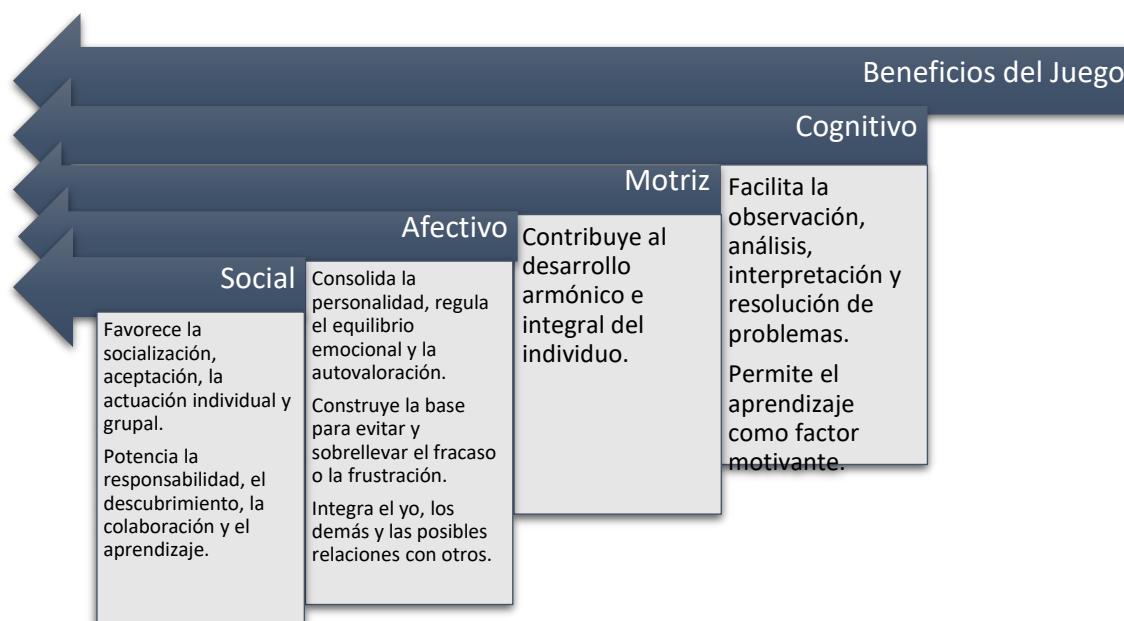 Beneficios del Juego
Cognitivo
Facilita la
observación,
análisis,
interpretación y
resolución de
problemas.
Permite el
aprendizaje
como factor
motivante.
Motriz
Contribuye al
desarrollo
armónico e
integral del
individuo.
Afectivo
Consolida la
personalidad, regula
el equilibrio
emocional y la
autovaloración.
Construye la base
para evitar y
sobrellevar el fracaso
o la frustración.
Integra el yo, los
demás y las posibles
relaciones con otros.
Social
Favorece la
socialización,
aceptación, la
actuación individual y
grupal.
Potencia la
responsabilidad, el
descubrimiento, la
colaboración y el
aprendizaje.